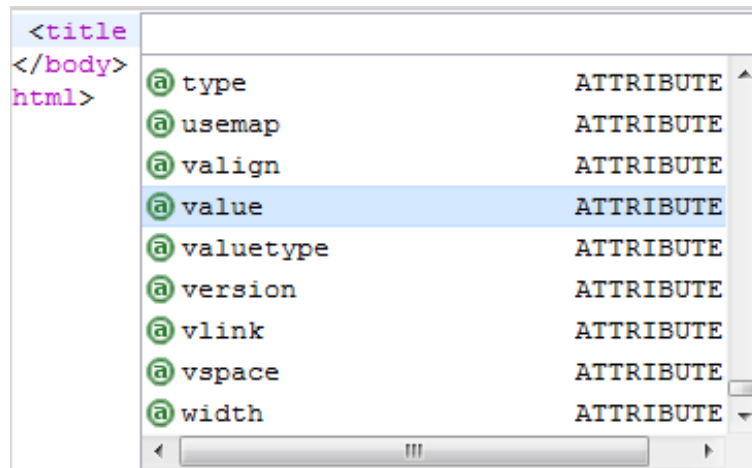 <title
</body>
html>
@ type ATTRIBUTE
@ usemap ATTRIBUTE
@ valign ATTRIBUTE
@ value ATTRIBUTE
@ valuetype ATTRIBUTE
@ version ATTRIBUTE
@ vlink ATTRIBUTE
@ vspace ATTRIBUTE
@ width ATTRIBUTE